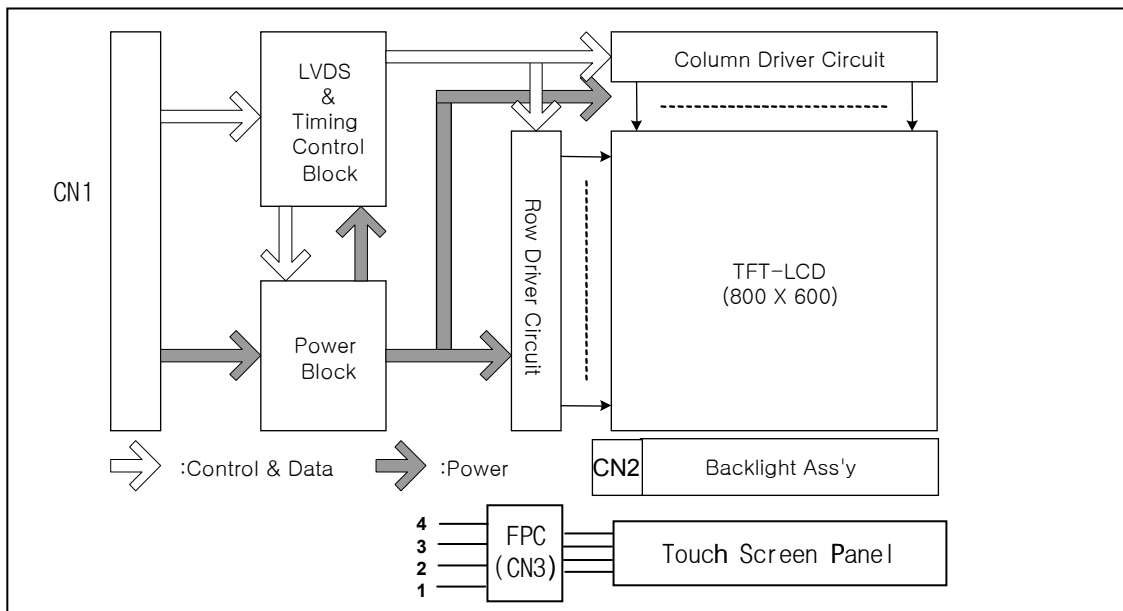 CN1
LVDS
&
Timing
Control
Block
Power
Block
Column Driver Circuit
Row Driver Circuit
TFT-LCD
(800 X 600)
:Control & Data
:Power
CN2
Backlight Ass'y
4
3
2
1
FPC
(CN3)
Touch Screen Panel